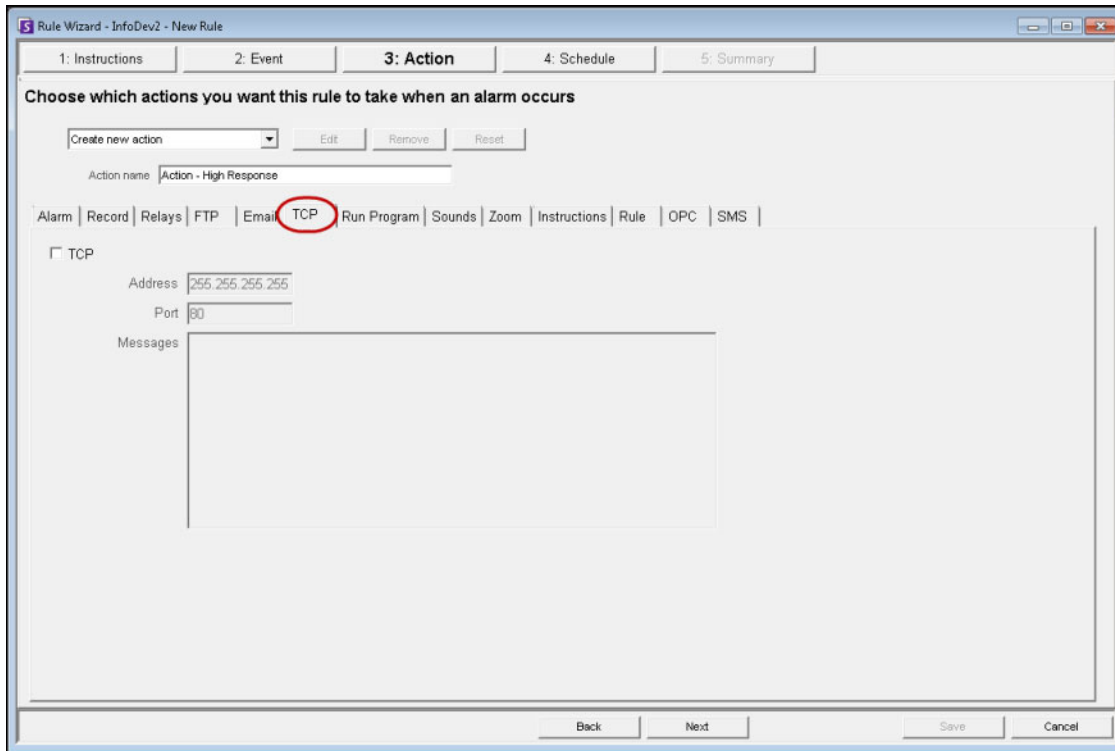 Rule Wizard - InfoDev2 - New Rule
1: Instructions 2: Event 3: Action 4: Schedule 5: Summary
Choose which actions you want this rule to take when an alarm occurs
Create new action Edit Remove Reset
Action name Action - High Response
Alarm Record Relays FTP Email TCP Run Program Sounds Zoom Instructions Rule OPC SMS
TCP
Address 255.255.255.255
Port 80
Messages
Back Next Save Cancel